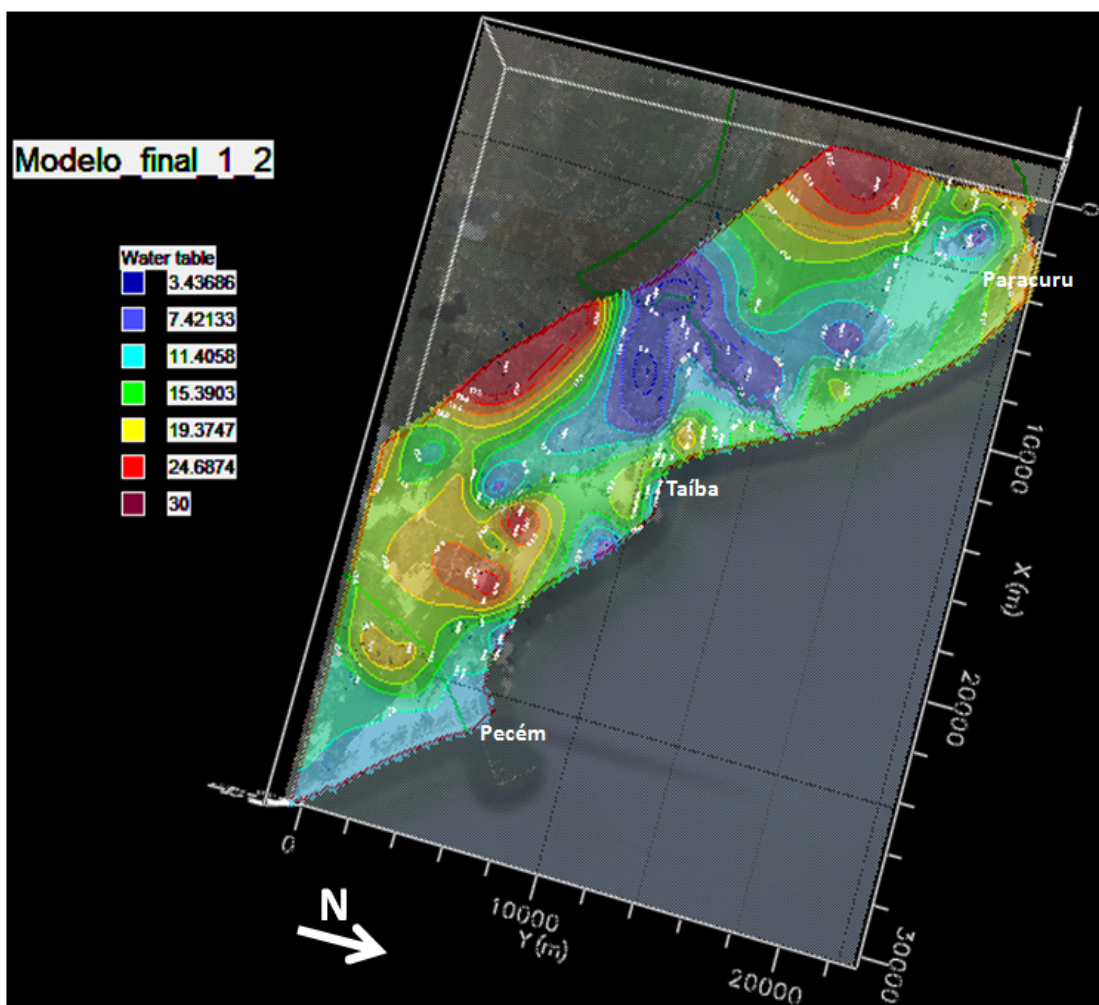 Modelo_final_1_2
Water table
3.43686
7.42133
11.4058
15.3903
19.3747
24.6874
30
0
Paracuru
10000
Taíba
X (m)
20000
Pecém
0
N
10000
Y (m)
20000
30000